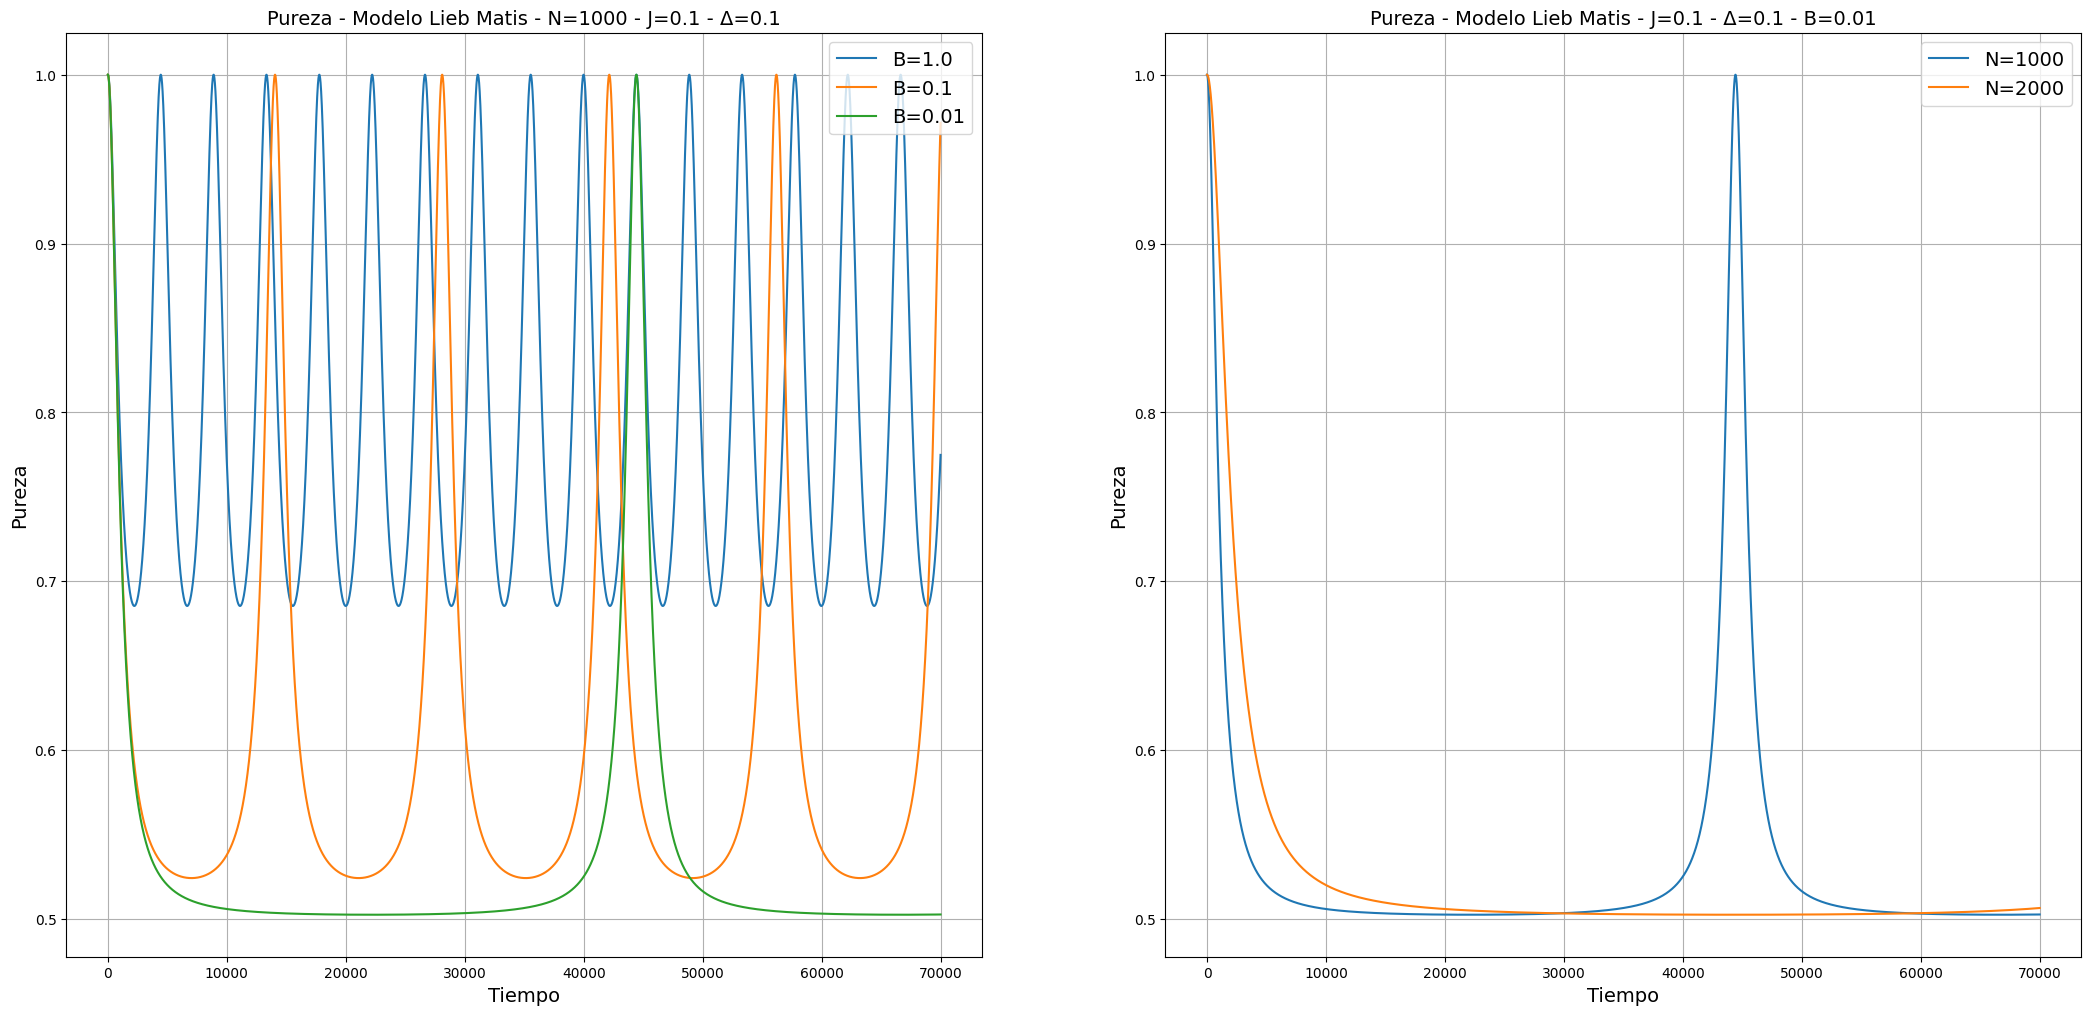 Pureza - Modelo Lieb Matis - N=1000 - J=0.1 - Δ=0.1
B=1.0
B=0.1
B=0.01
1.0
0.9
0.8
0.7
0.6
0.5
Pureza
0 10000 20000 30000 40000 50000 60000 70000
Tiempo
Pureza - Modelo Lieb Matis - J=0.1 - Δ=0.1 - B=0.01
N=1000
N=2000
1.0
0.9
0.8
0.7
0.6
0.5
Pureza
0 10000 20000 30000 40000 50000 60000 70000
Tiempo